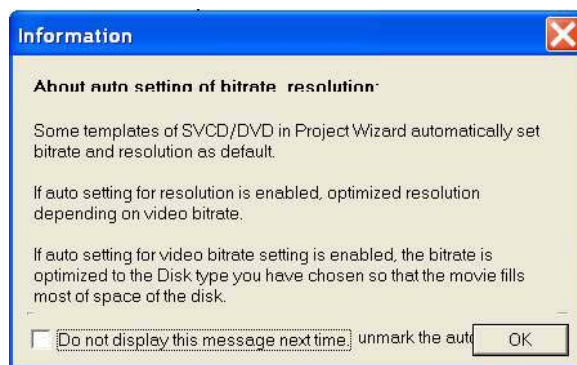 Information
About auto setting of bitrate, resolution:
Some templates of SVCD/DVD in Project Wizard automatically set
bitrate and resolution as default.
If auto setting for resolution is enabled, optimized resolution
depending on video bitrate.
If auto setting for video bitrate setting is enabled, the bitrate is
optimized to the Disk type you have chosen so that the movie fills
most of space of the disk.
Do not display this message next time. unmark the auto OK